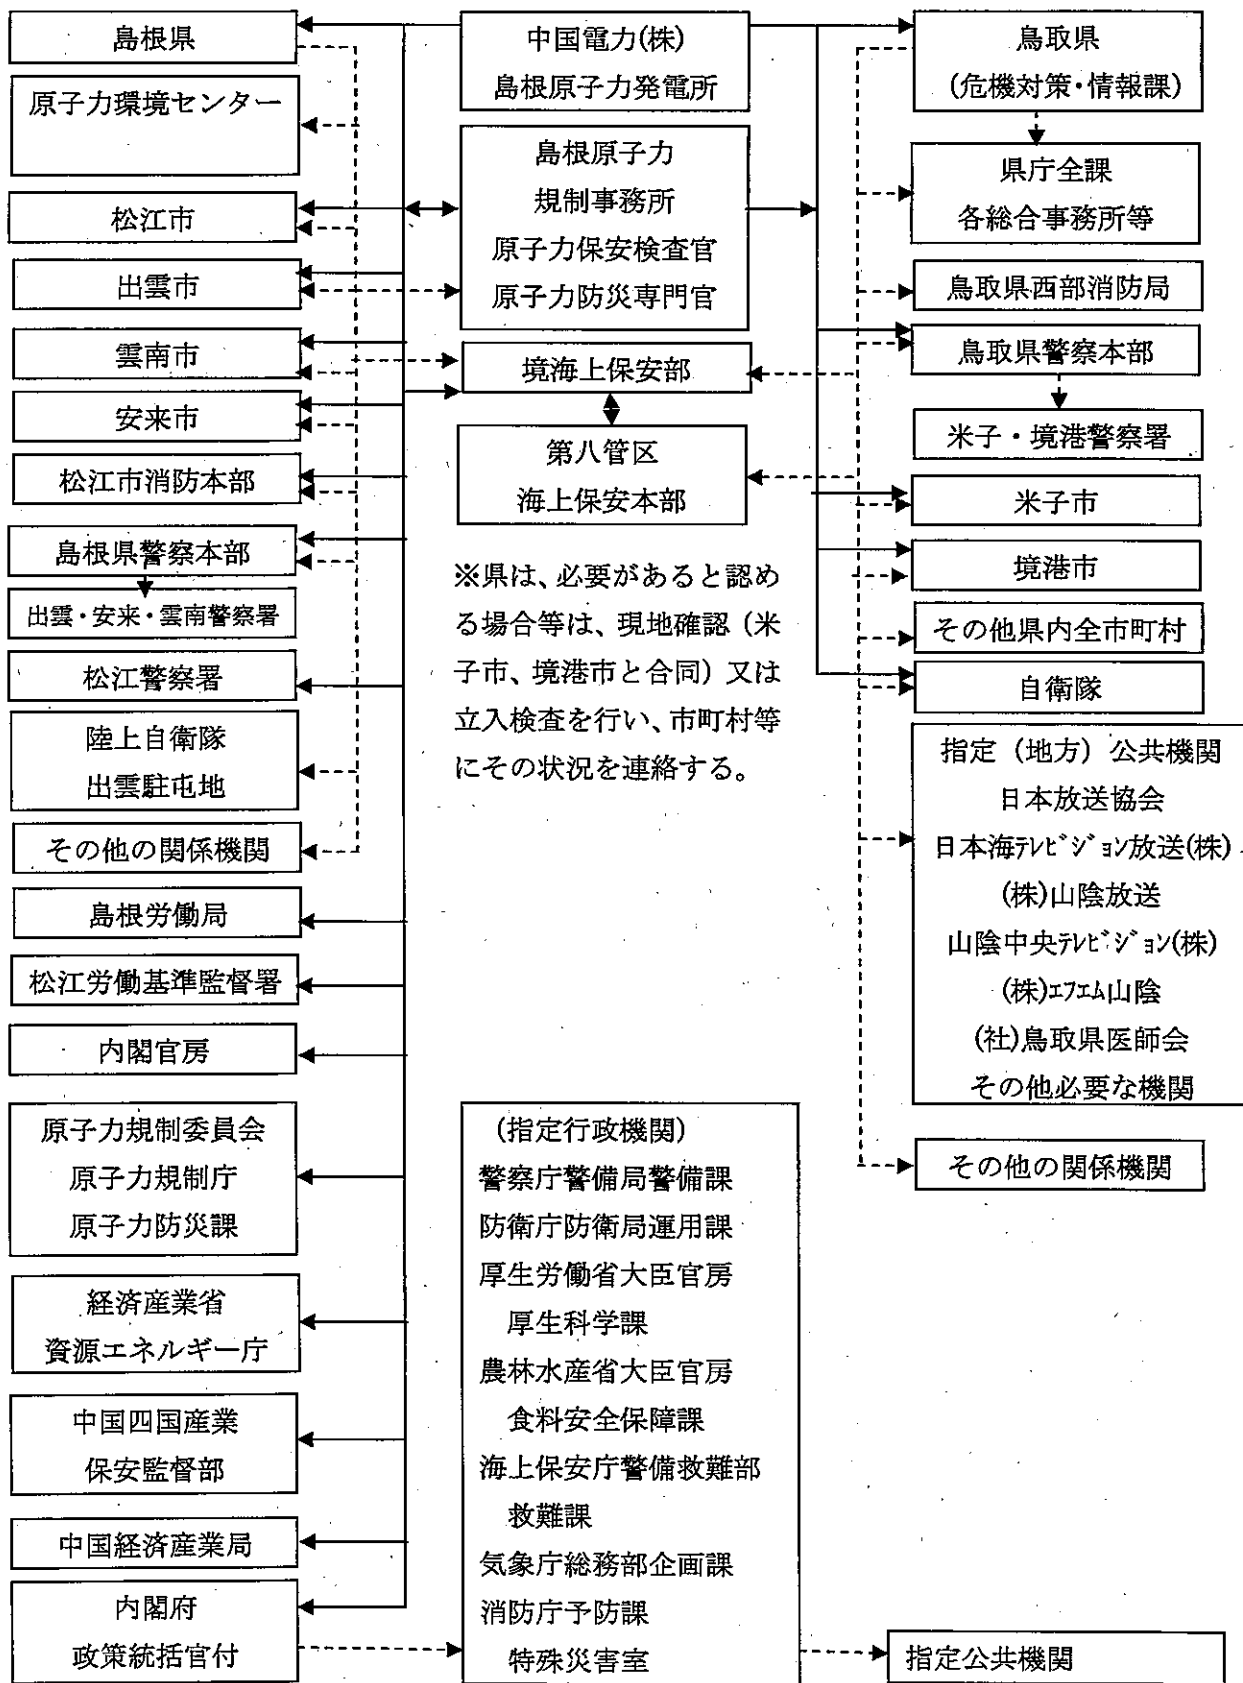 島根県
原子力環境センター
松江市
出雲市
雲南市
安来市
松江市消防本部
島根県警察本部
出雲・安来・雲南警察署
松江警察署
陸上自衛隊
出雲駐屯地
その他の関係機関
島根労働局
松江労働基準監督署
内閣官房
原子力規制委員会
原子力規制庁
原子力防災課
経済産業省
資源エネルギー庁
中国四国産業
保安監督部
中国経済産業局
内閣府
政策統括官付
中国電力(株)
島根原子力発電所
島根原子力
規制事務所
原子力保安検査官
原子力防災専門官
境海上保安部
第八管区
海上保安本部
※県は、必要があると認め
る場合等は、現地確認（米
子市、境港市と合同）又は
立入検査を行い、市町村等
にその状況を連絡する。
(指定行政機関)
警察庁警備局警備課
防衛庁防衛局運用課
厚生労働省大臣官房
厚生科学課
農林水産省大臣官房
食料安全保障課
海上保安庁警備救難部
救難課
気象庁総務部企画課
消防庁予防課
特殊災害室
鳥取県
(危機対策・情報課)
県庁全課
各総合事務所等
鳥取県西部消防局
鳥取県警察本部
米子・境港警察署
米子市
境港市
その他県内全市町村
自衛隊
指定（地方）公共機関
日本放送協会
日本海ﾃﾚﾋﾞｼﾞｮﾝ放送(株)
(株)山陰放送
山陰中央ﾃﾚﾋﾞｼﾞｮﾝ(株)
(株)ｴﾌｴﾑ山陰
(社)鳥取県医師会
その他必要な機関
その他の関係機関
指定公共機関